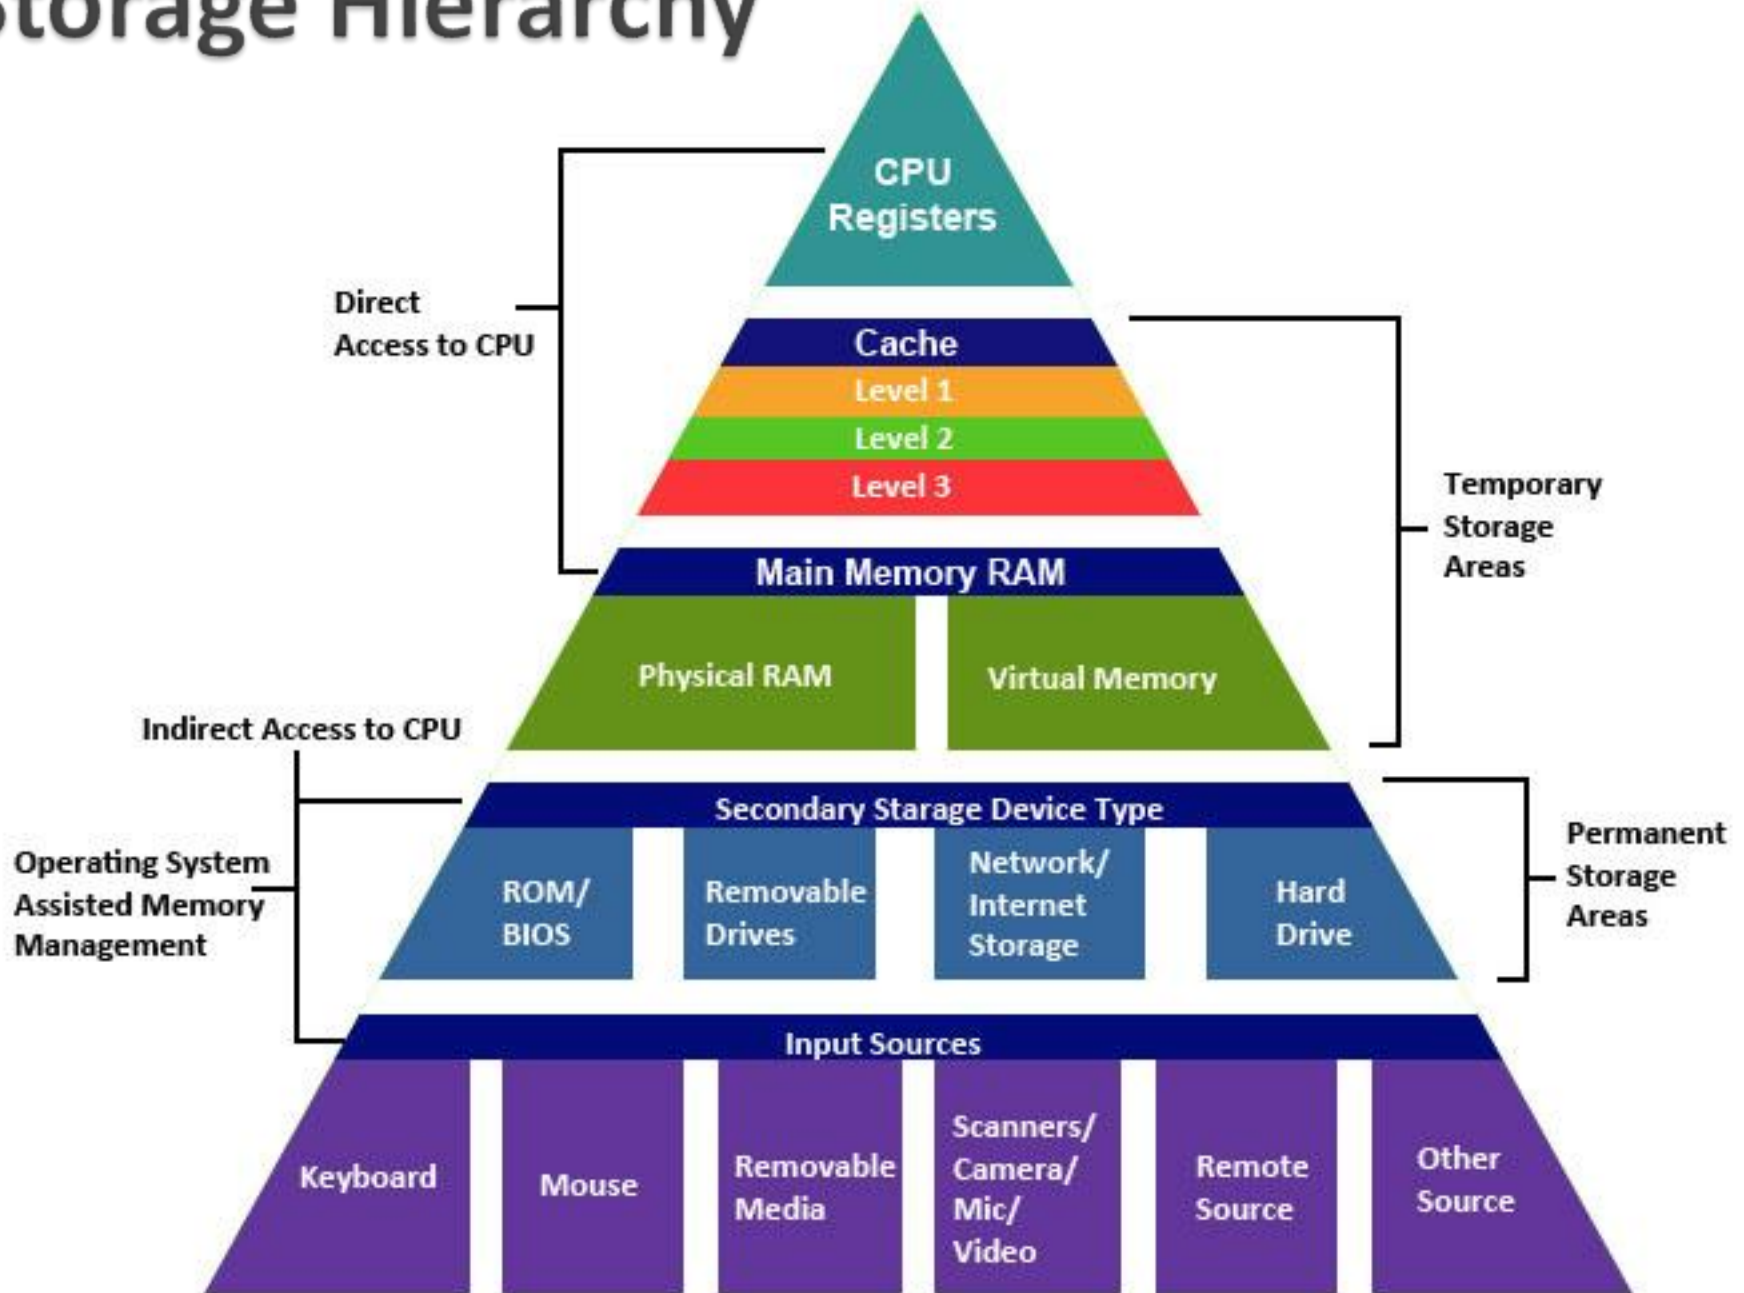 Storage Hierarchy
CPU
Registers
Direct
Access to CPU
Cache
Level 1
Level 2
Level 3
Temporary
Storage
Areas
Main Memory RAM
Physical RAM
Virtual Memory
Indirect Access to CPU
Secondary Starage Device Type
Operating System
Assisted Memory
Management
ROM/
BIOS
Removable
Drives
Network/
Internet
Storage
Hard
Drive
Permanent
Storage
Areas
Input Sources
Keyboard
Mouse
Removable
Media
Scanners/
Camera/
Mic/
Video
Remote
Source
Other
Source